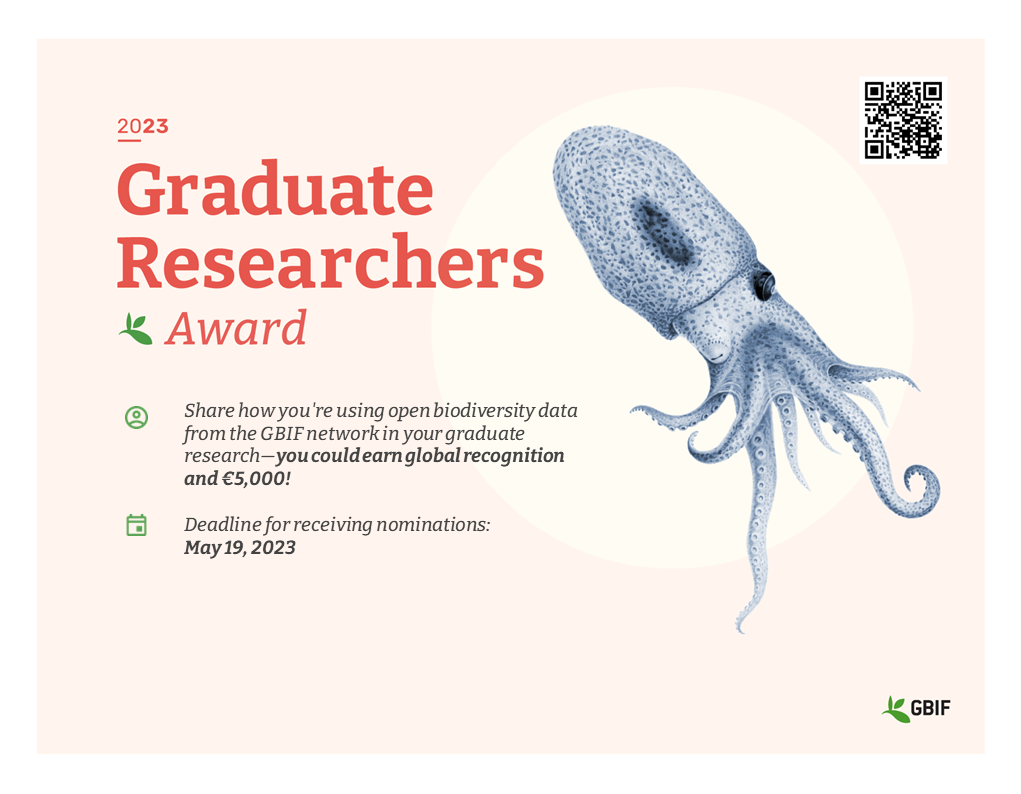 2023
Graduate
Researchers
Award
Share how you're using open biodiversity data
from the GBIF network in your graduate
research—you could earn global recognition
and €5,000!
Deadline for receiving nominations:
May 19, 2023
GBIF